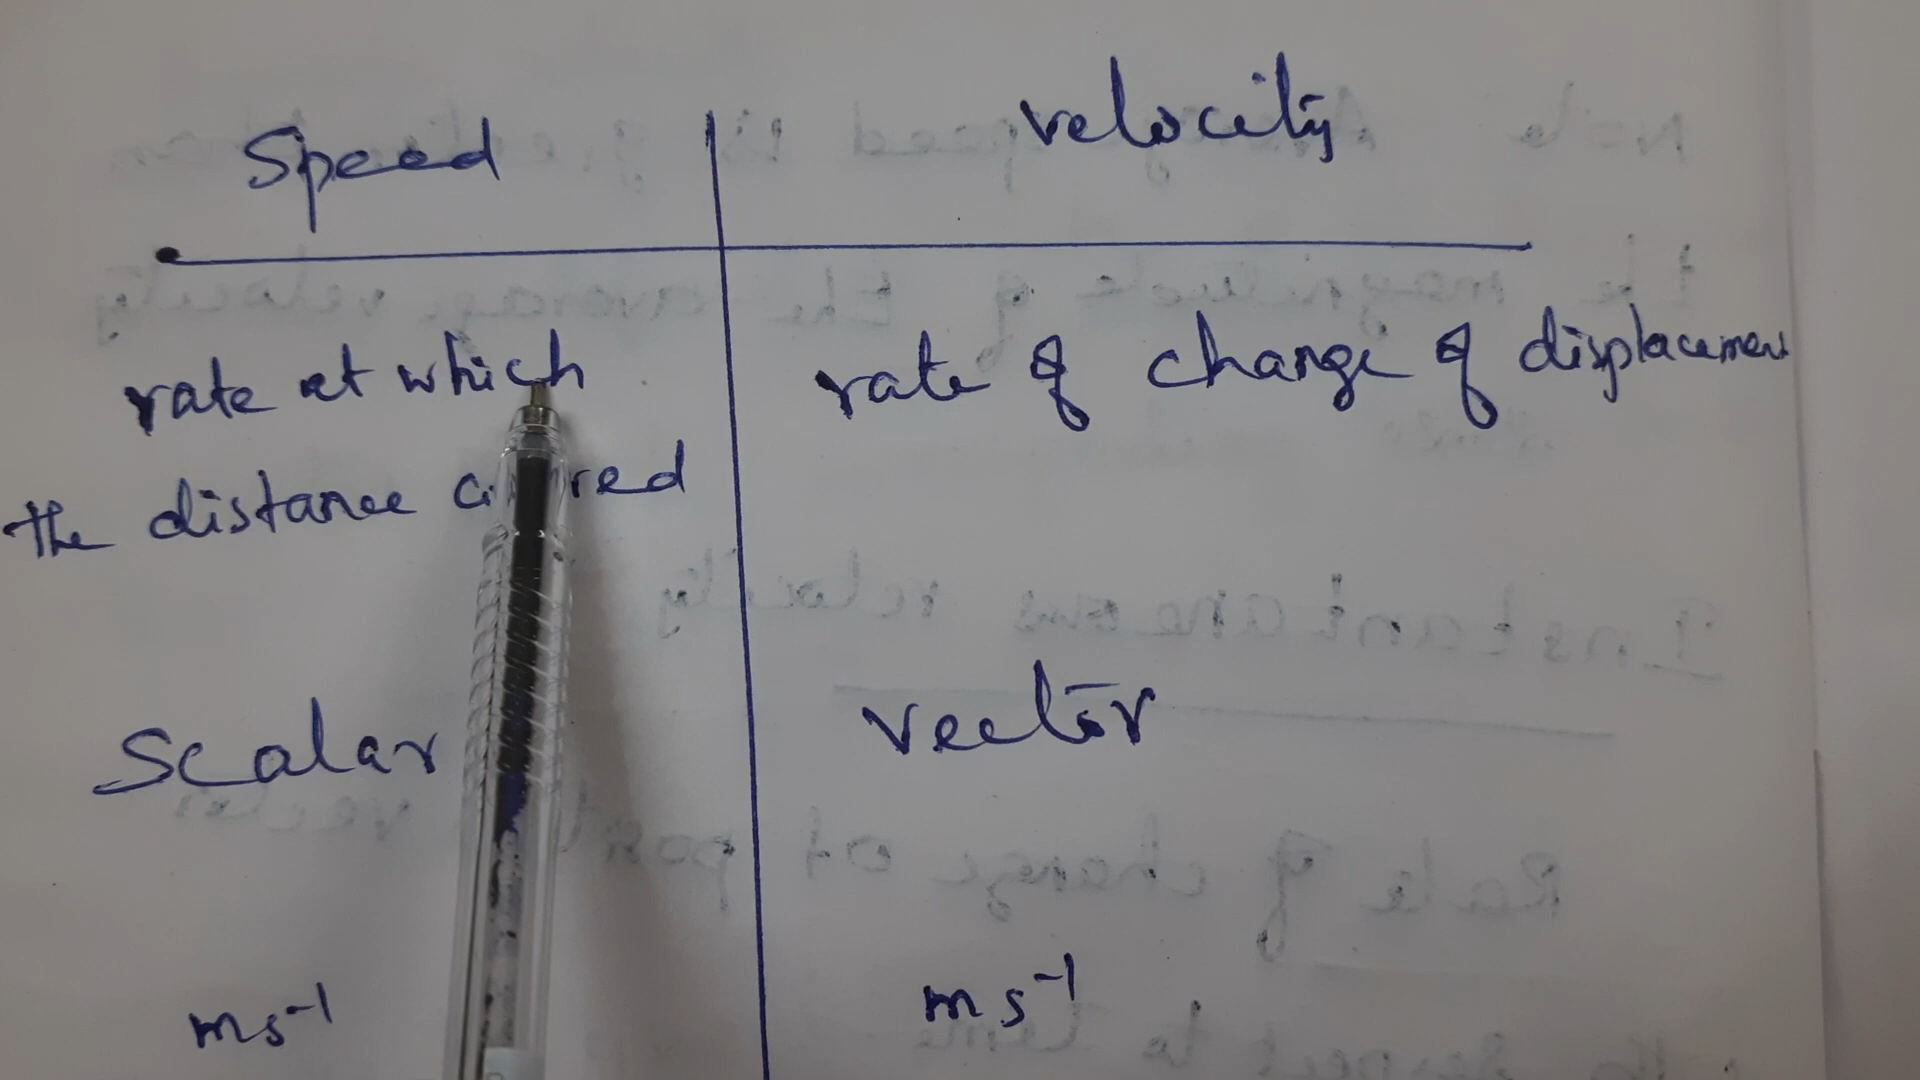 Speed velocity
rate at which rate of change of displacement
the distance
Scalar vector
ms⁻¹ ms⁻¹